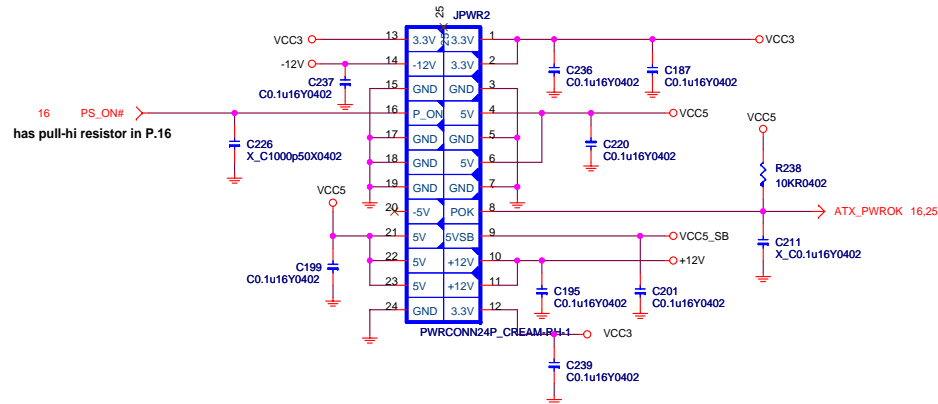 25
JPWR2
25
VCC3
13
3.3V
3.3V
1
VCC3
-12V
14
-12V
3.3V
2
C237
C0.1u16Y0402
C236
C0.1u16Y0402
C187
C0.1u16Y0402
15
GND
GND
3
16
PS_ON#
16
P_ON
5V
4
VCC5
VCC5
has pull-hi resistor in P.16
17
GND
GND
5
C226
X_C1000p50X0402
C220
C0.1u16Y0402
18
GND
5V
6
R238
10KR0402
19
GND
GND
7
VCC5
20
-5V
POK
8
ATX_PWROK 16,25
21
5V
5VSB
9
VCC5_SB
C211
X_C0.1u16Y0402
22
5V
+12V
10
+12V
C199
C0.1u16Y0402
23
5V
+12V
11
C195
C0.1u16Y0402
C201
C0.1u16Y0402
24
GND
3.3V
12
PWRCONN24P_CREAM-RH-1
VCC3
C239
C0.1u16Y0402